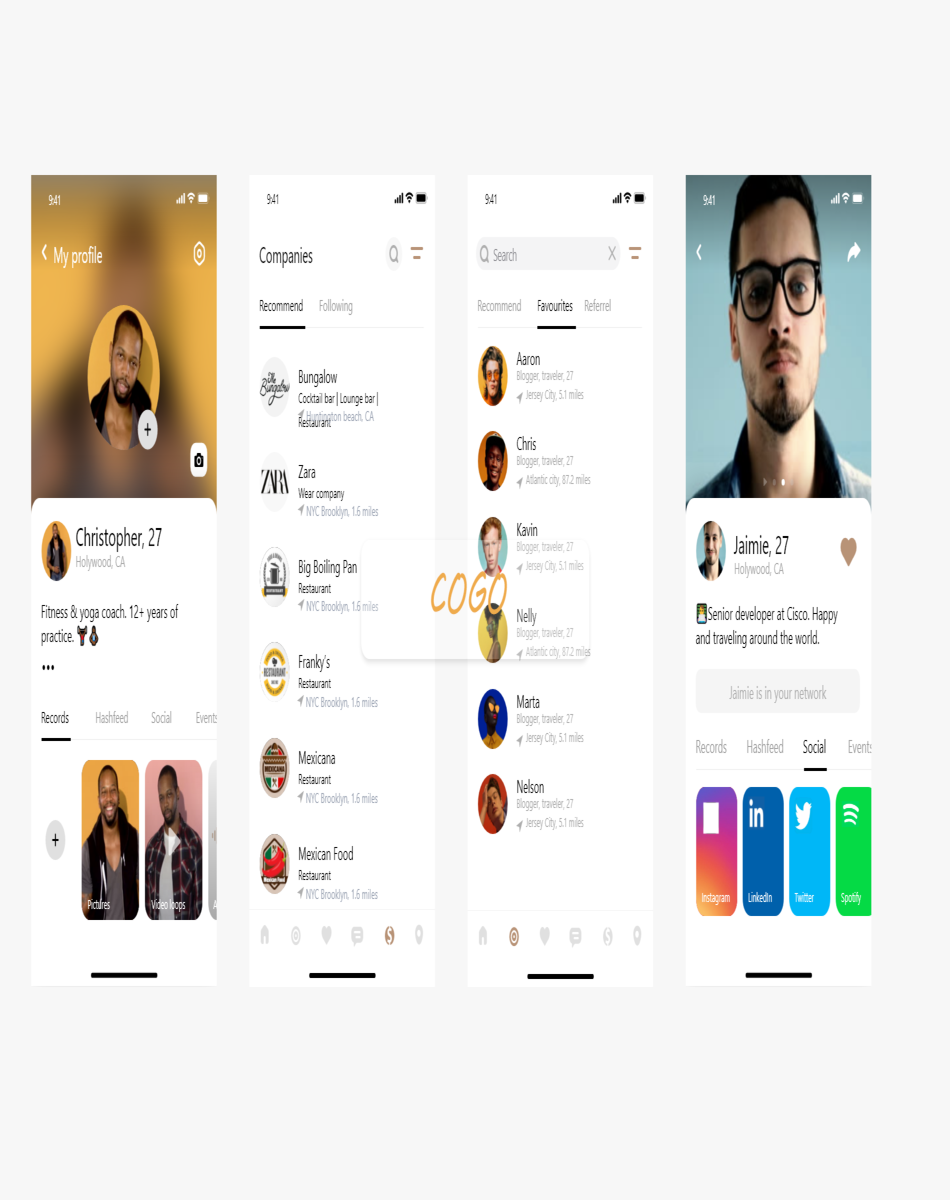 9:41
My profile
Christopher, 27
Holywood, CA
Fitness & yoga coach. 12+ years of
practice.
Records
Hashfeed
Social
Events
Pictures
Video loops
9:41
Companies
Recommend
Following
The Bungalow
Bungalow
Cocktail bar | Lounge bar |
Restaurant
Huntington beach, CA
ZARA
Zara
Wear company
NYC Brooklyn, 1.6 miles
Big Boiling Pan
Restaurant
NYC Brooklyn, 1.6 miles
RESTAURANT
Franky's
Restaurant
NYC Brooklyn, 1.6 miles
MEXICANO
Mexicana
Restaurant
NYC Brooklyn, 1.6 miles
Mexican Food
Mexican Food
Restaurant
NYC Brooklyn, 1.6 miles
9:41
Search
Recommend
Favourites
Referrel
Aaron
Blogger, traveler, 27
Jersey City, 5.1 miles
Chris
Blogger, traveler, 27
Atlantic city, 87.2 miles
Kavin
Blogger, traveler, 27
Jersey City, 5.1 miles
COGO
Nelly
Blogger, traveler, 27
Atlantic city, 87.2 miles
Marta
Blogger, traveler, 27
Jersey City, 5.1 miles
Nelson
Blogger, traveler, 27
Jersey City, 5.1 miles
9:41
Jaimie, 27
Holywood, CA
Senior developer at Cisco. Happy
and traveling around the world.
Jaimie is in your network
Records
Hashfeed
Social
Events
in
Instagram
LinkedIn
Twitter
Spotify